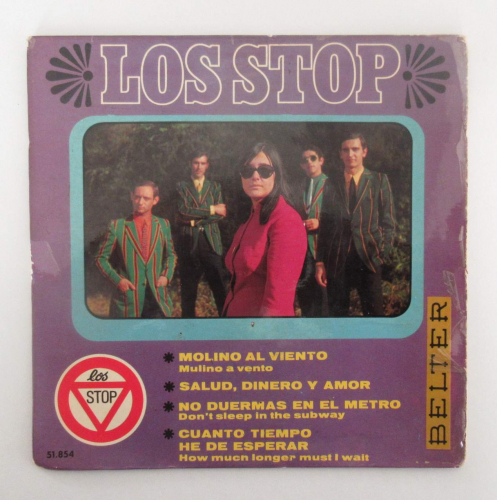 LOS STOP
MOLINO AL VIENTO
Mulino a vento
SALUD, DINERO Y AMOR
NO DUERMAS EN EL METRO
Don't sleep in the subway
CUANTO TIEMPO
HE DE ESPERAR
How much longer must I wait
BELTER
los
STOP
51.854